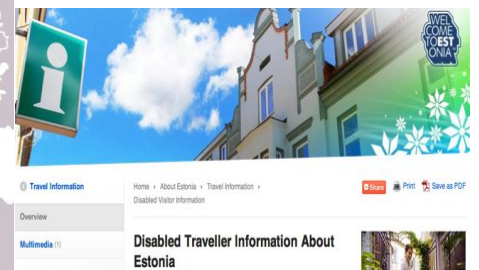 i
WEL
COME
TO EST
ONIA
Travel Information
Home › About Estonia › Travel Information ›
Disabled Visitor Information
Share
Print
Save as PDF
Overview
Multimedia (1)
Disabled Traveller Information About
Estonia